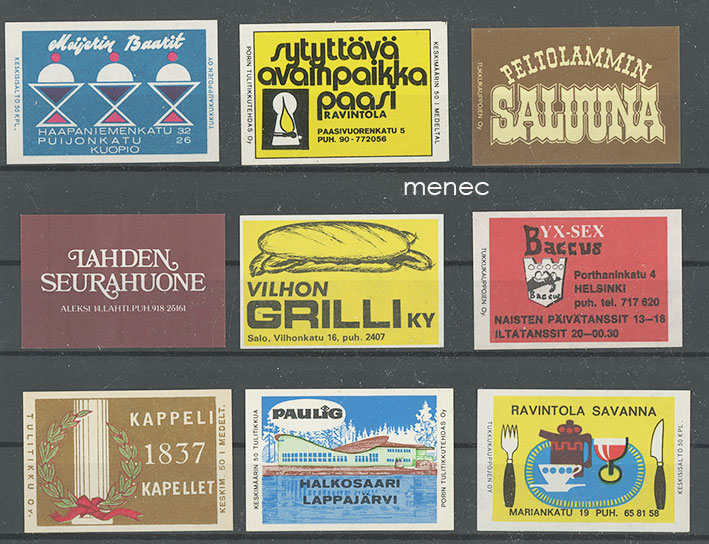 Meijerin Baarit
KESKISISÄLTÖ 50 KPL.
TUKKUKAUPPOJEN OY.
HAAPANIEMENKATU 32
PUIJONKATU 26
KUOPIO
sytyttävä
avainpaikka
paasi
RAVINTOLA
PAASIVUORENKATU 5
PUH. 90-772056
PORIN TULITIKKUTEHDAS Oy
KESKIMÄÄRIN 50 I MEDELTAL
TUKKUKAUPPOJEN Oy.
PELTOLAMMIN
SALUUNA
menec
LAHDEN
SEURAHUONE
ALEKSI 14. LAHTI. PUH. 918 25161
VILHON
GRILLI KY
Salo, Vilhonkatu 16, puh. 2407
TUKKUKAUPPOJEN Oy.
YX-SEX
Baccus
Baccus
Porthaninkatu 4
HELSINKI
puh. tel. 717 620
NAISTEN PÄIVÄTANSSIT 13-18
ILTATANSSIT 20-00.30
TULITIKKU Oy.
KAPPELI
1837
KAPELLET
KESKIM. 50 I MEDELT.
PAULIG
KESKIMÄÄRIN 50 TULITIKKUA
PORIN TULITIKKUTEHDAS Oy
HALKOSAARI
LAPPAJÄRVI
RAVINTOLA SAVANNA
TUKKUKAUPPOJEN OY.
KESKISISÄLTÖ 50 KPL.
MARIANKATU 19 PUH. 65 81 58